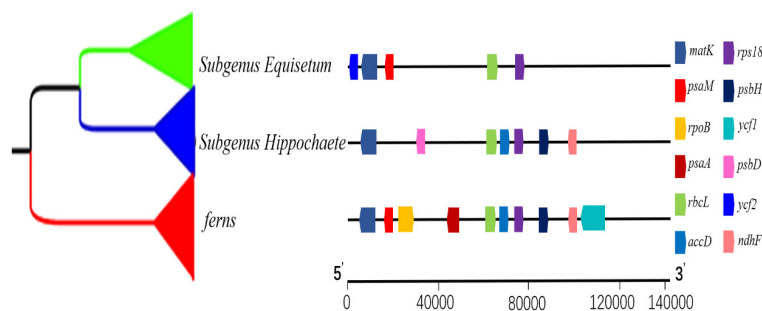 Subgenus Equisetum
Subgenus Hippochaete
ferns
matK
psaM
rpoB
psaA
rbcL
accD
rps18
psbH
ycf1
psbD
ycf2
ndhF
5' 3'
0 40000 80000 120000 140000